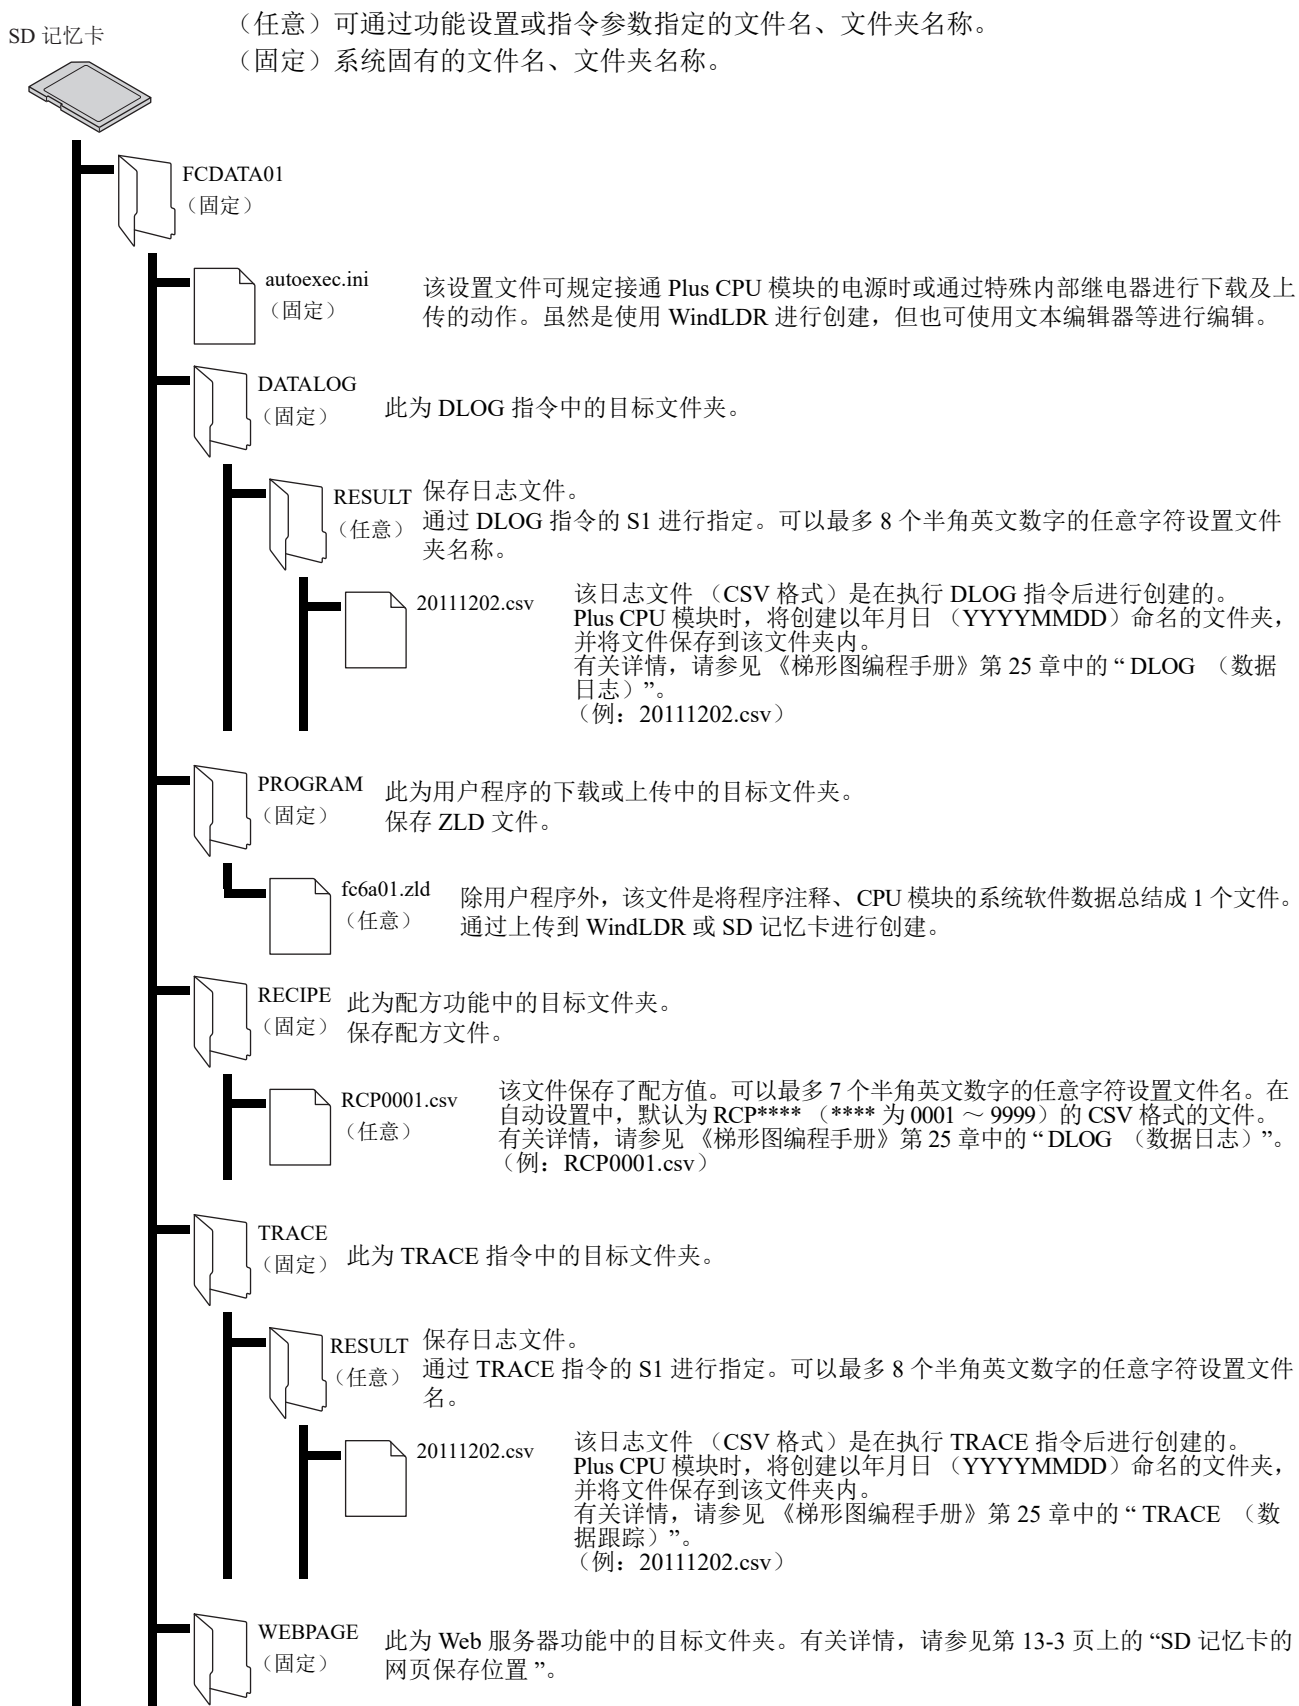 SD 记忆卡
（任意）可通过功能设置或指令参数指定的文件名、文件夹名称。
（固定）系统固有的文件名、文件夹名称。
FCDATA01
（固定）
autoexec.ini
（固定）
该设置文件可规定接通 Plus CPU 模块的电源时或通过特殊内部继电器进行下载及上
传的动作。虽然是使用 WindLDR 进行创建，但也可使用文本编辑器等进行编辑。
DATALOG
（固定）
此为 DLOG 指令中的目标文件夹。
RESULT
（任意）
保存日志文件。
通过 DLOG 指令的 S1 进行指定。可以最多 8 个半角英文数字的任意字符设置文件
夹名称。
20111202.csv
该日志文件 （CSV 格式）是在执行 DLOG 指令后进行创建的。
Plus CPU 模块时，将创建以年月日 （YYYYMMDD）命名的文件夹，
并将文件保存到该文件夹内。
有关详情，请参见 《梯形图编程手册》第 25 章中的 “ DLOG （数据
日志）”。
（例：20111202.csv）
PROGRAM
（固定）
此为用户程序的下载或上传中的目标文件夹。
保存 ZLD 文件。
fc6a01.zld
（任意）
除用户程序外，该文件是将程序注释、CPU 模块的系统软件数据总结成 1 个文件。
通过上传到 WindLDR 或 SD 记忆卡进行创建。
RECIPE
（固定）
此为配方功能中的目标文件夹。
保存配方文件。
RCP0001.csv
（任意）
该文件保存了配方值。可以最多 7 个半角英文数字的任意字符设置文件名。在
自动设置中，默认为 RCP**** （**** 为 0001 ～ 9999）的 CSV 格式的文件。
有关详情，请参见 《梯形图编程手册》第 25 章中的 “ DLOG （数据日志）”。
（例：RCP0001.csv）
TRACE
（固定）
此为 TRACE 指令中的目标文件夹。
RESULT
（任意）
保存日志文件。
通过 TRACE 指令的 S1 进行指定。可以最多 8 个半角英文数字的任意字符设置文件
名。
20111202.csv
该日志文件 （CSV 格式）是在执行 TRACE 指令后进行创建的。
Plus CPU 模块时，将创建以年月日 （YYYYMMDD）命名的文件夹，
并将文件保存到该文件夹内。
有关详情，请参见 《梯形图编程手册》第 25 章中的 “ TRACE （数
据跟踪）”。
（例：20111202.csv）
WEBPAGE
（固定）
此为 Web 服务器功能中的目标文件夹。有关详情，请参见第 13-3 页上的 “SD 记忆卡的
网页保存位置 ”。